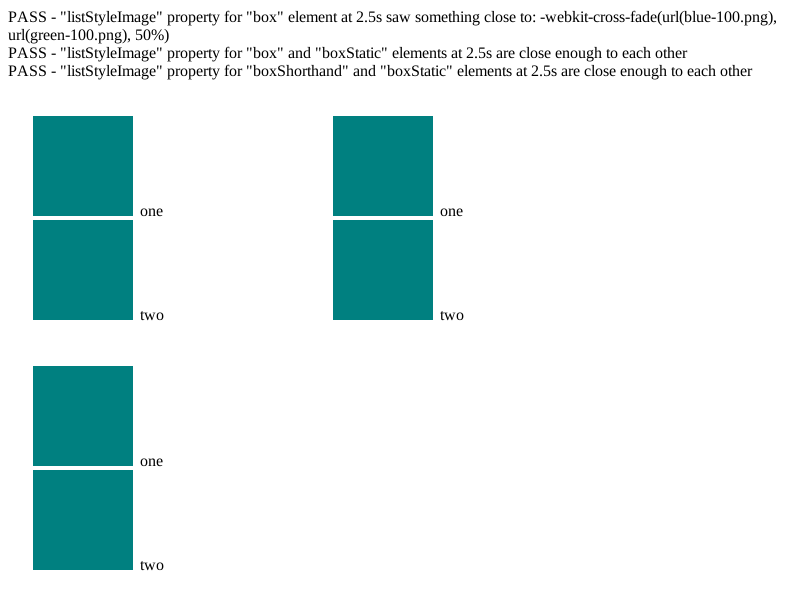 PASS - "listStyleImage" property for "box" element at 2.5s saw something close to: -webkit-cross-fade(url(blue-100.png),
url(green-100.png), 50%)
PASS - "listStyleImage" property for "box" and "boxStatic" elements at 2.5s are close enough to each other
PASS - "listStyleImage" property for "boxShorthand" and "boxStatic" elements at 2.5s are close enough to each other
one
one
two
two
one
two